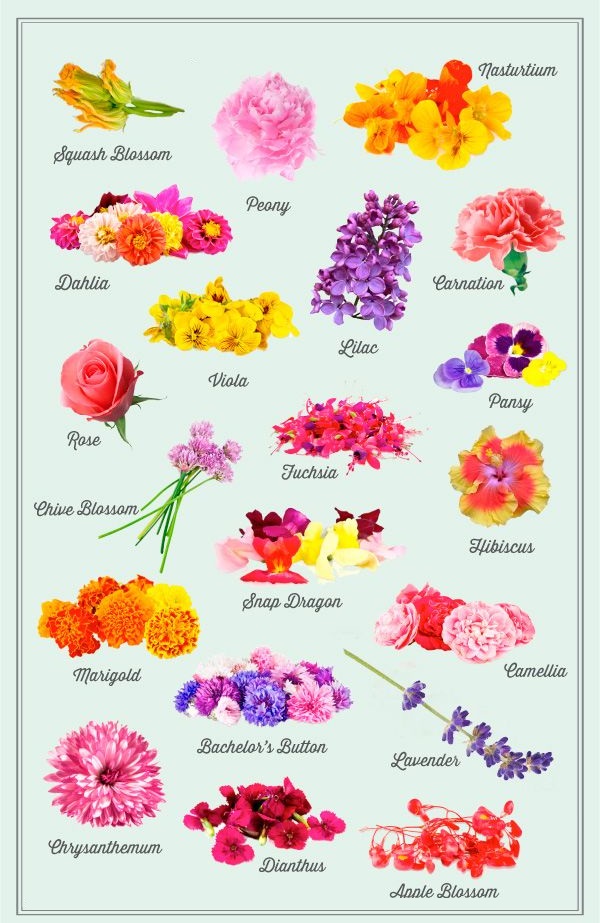 Nasturtium
Squash Blossom
Peony
Dahlia
Carnation
Lilac
Viola
Pansy
Rose
Fuchsia
Chive Blossom
Hibiscus
Snap Dragon
Marigold
Camellia
Bachelor's Button
Lavender
Chrysanthemum
Dianthus
Apple Blossom